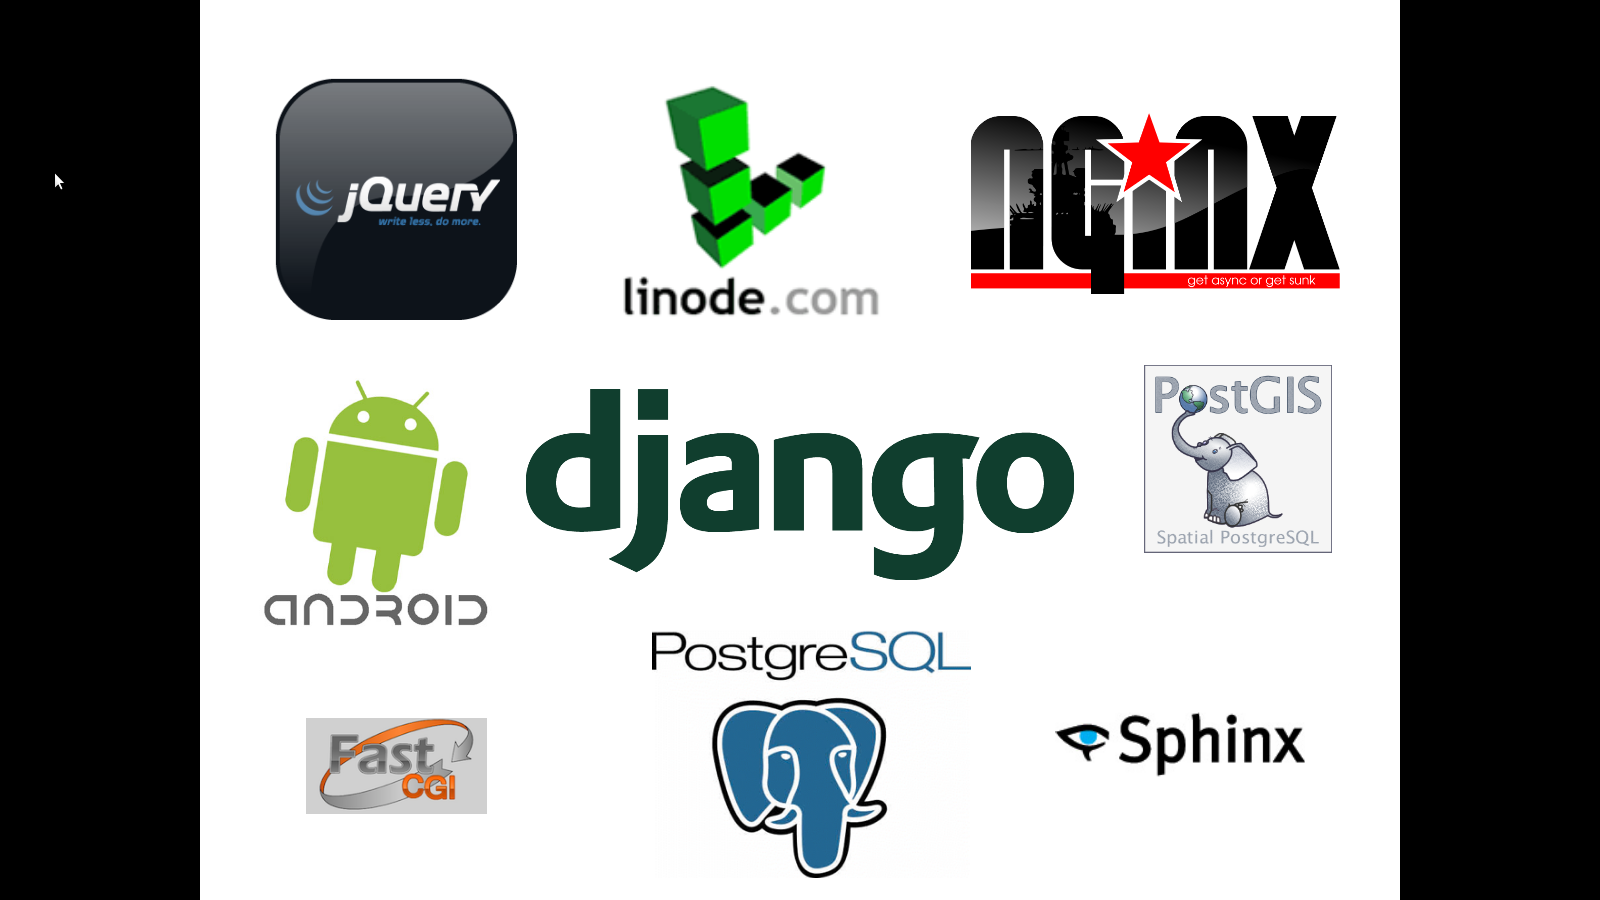 jQuery
write less, do more.
linode.com
nginx
get async or get sunk
ANDROID
django
PostGIS
Spatial PostgreSQL
PostgreSQL
Fast
CGI
Sphinx